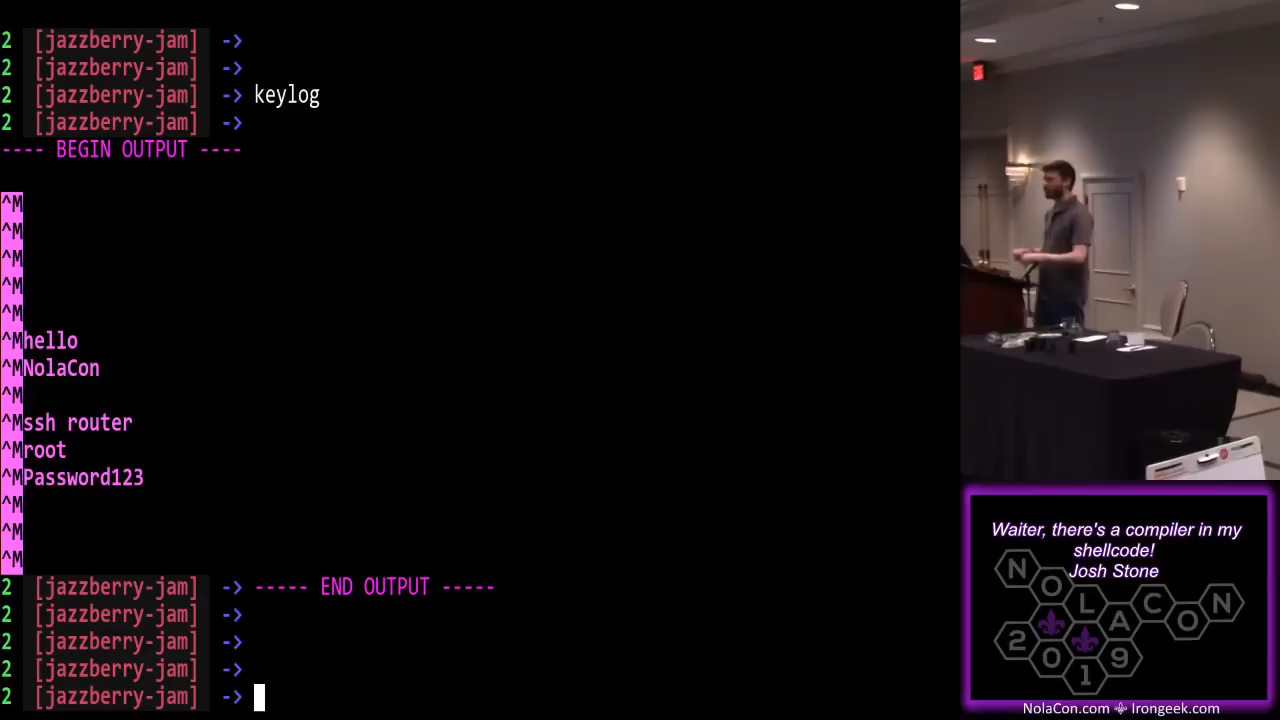 2 [jazzberry-jam] ->
2 [jazzberry-jam] ->
2 [jazzberry-jam] -> keylog
2 [jazzberry-jam] ->
---- BEGIN OUTPUT ----
^M
^M
^M
^M
^M
^Mhello
^MNolaCon
^M
^Mssh router
^Mroot
^MPassword123
^M
^M
^M
2 [jazzberry-jam] -> ----- END OUTPUT -----
2 [jazzberry-jam] ->
2 [jazzberry-jam] ->
2 [jazzberry-jam] ->
2 [jazzberry-jam] ->
Waiter, there's a compiler in my
shellcode!
Josh Stone
NOLACON
2019
NolaCon.com ⚜ Irongeek.com